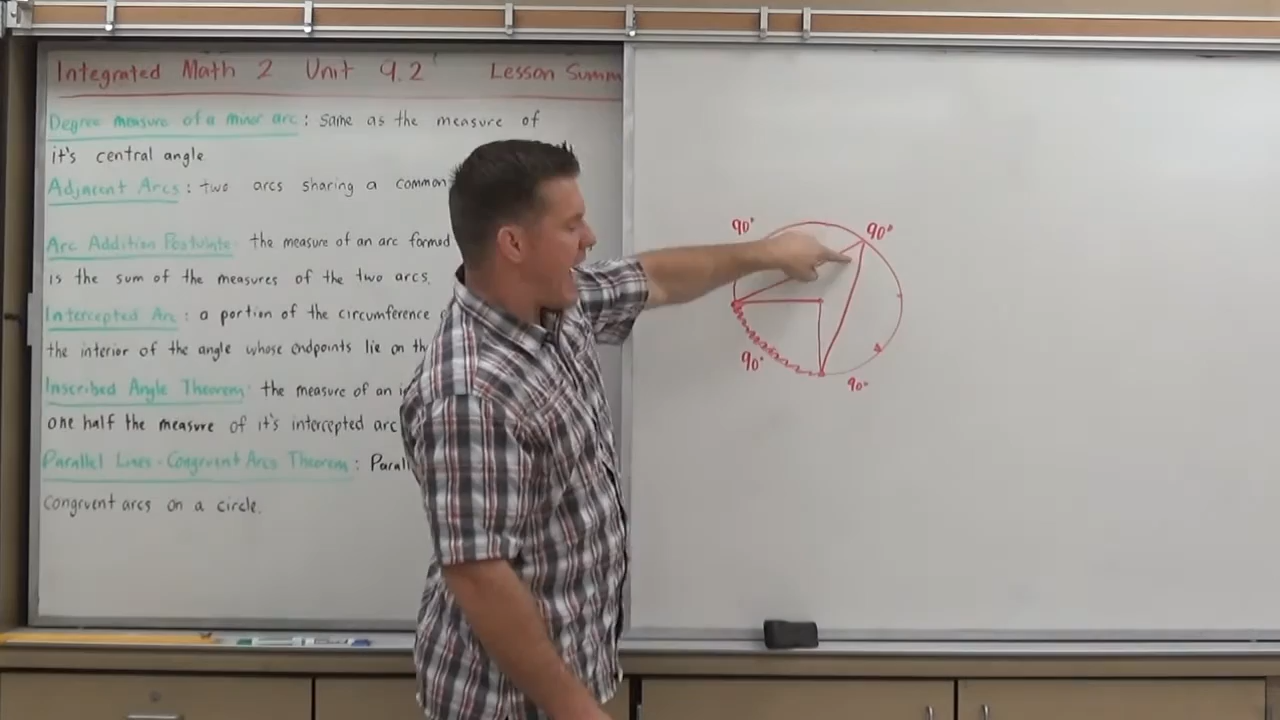 Integrated Math 2 Unit 9.2 Lesson Summ
Degree measure of a minor arc: same as the measure of
it's central angle
Adjacent Arcs: two arcs sharing a common
Arc Addition Postulate: the measure of an arc formed
is the sum of the measures of the two arcs.
Intercepted Arc: a portion of the circumference
the interior of the angle whose endpoints lie on th
Inscribed Angle Theorem: the measure of an i
one half the measure of it's intercepted arc
Parallel Lines-Congruent Arcs Theorem: Paral
congruent arcs on a circle.
90°
90°
90°
90°